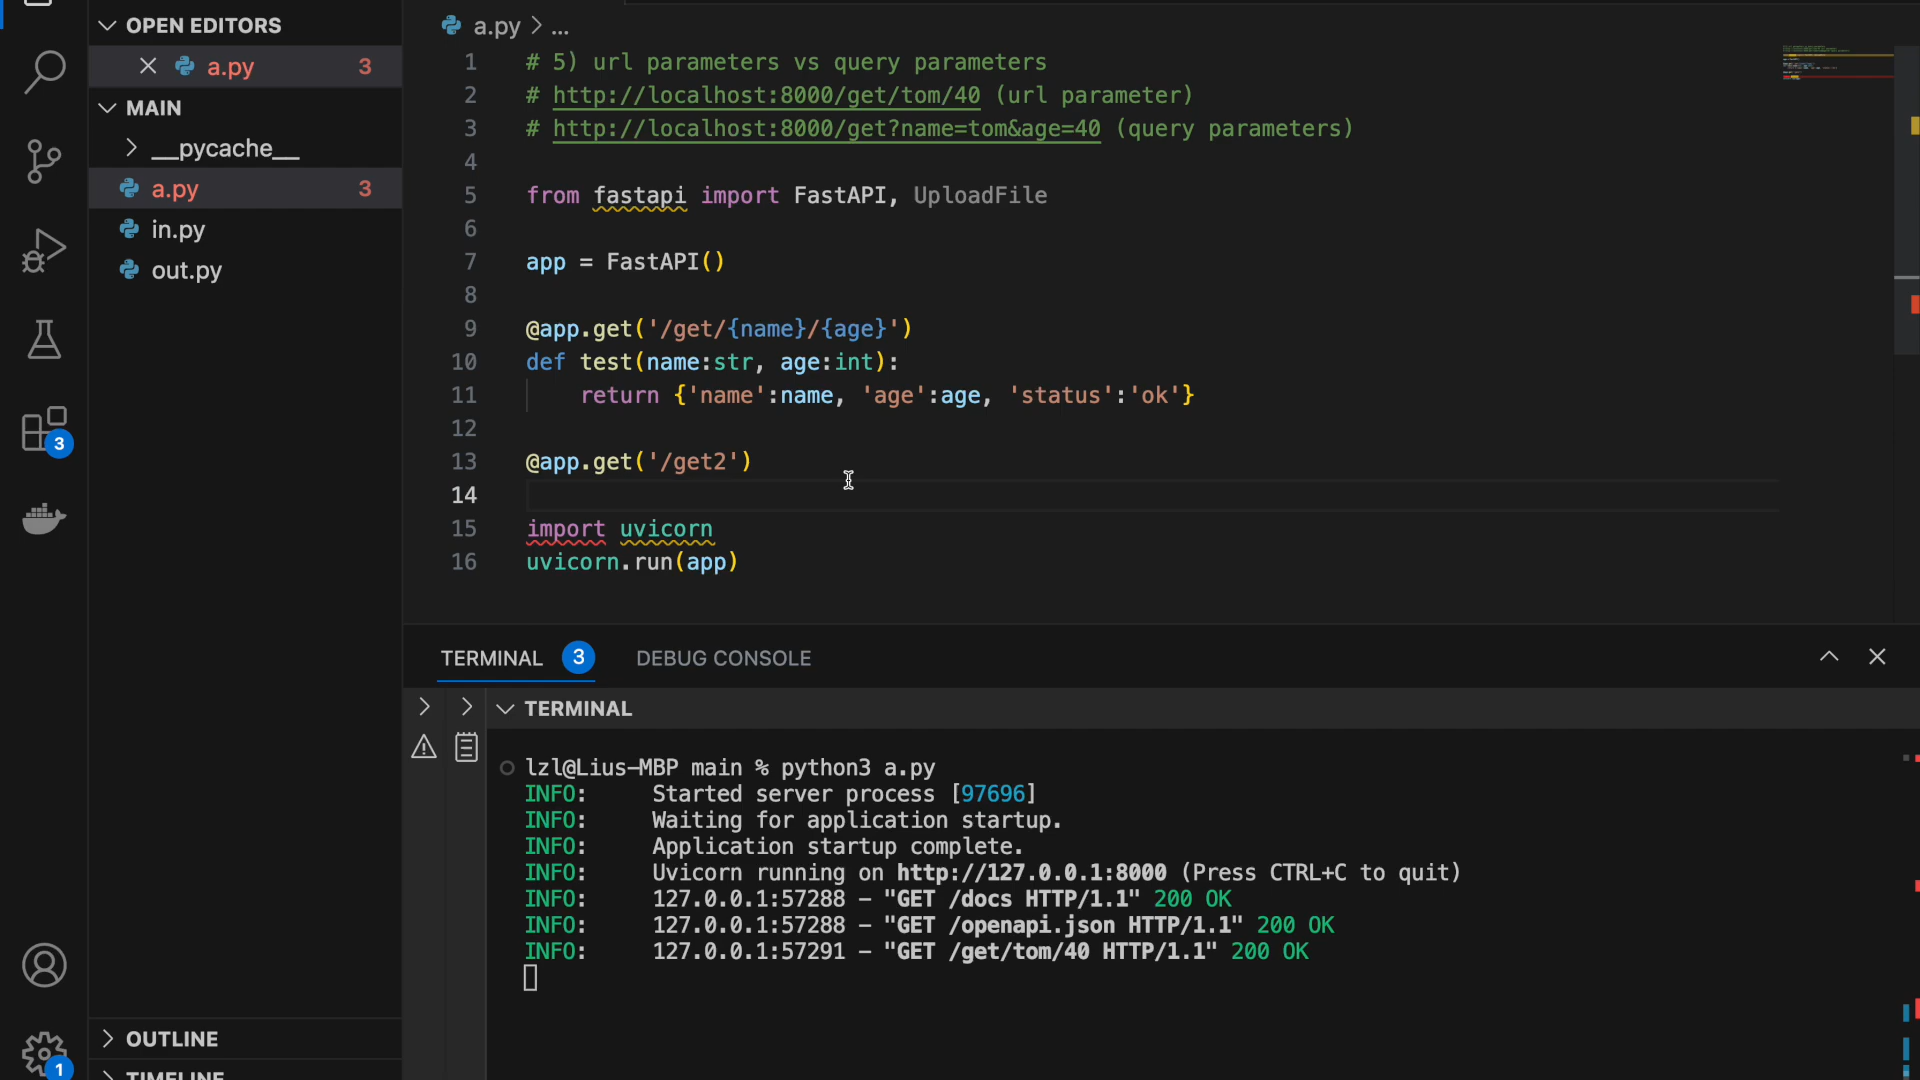 OPEN EDITORS
a.py 3
MAIN
__pycache__
a.py 3
in.py
out.py
3
OUTLINE
TIMELINE
1
a.py > ...
1 # 5) url parameters vs query parameters
2 # http://localhost:8000/get/tom/40 (url parameter)
3 # http://localhost:8000/get?name=tom&age=40 (query parameters)
4
5 from fastapi import FastAPI, UploadFile
6
7 app = FastAPI()
8
9 @app.get('/get/{name}/{age}')
10 def test(name:str, age:int):
11     return {'name':name, 'age':age, 'status':'ok'}
12
13 @app.get('/get2')
14
15 import uvicorn
16 uvicorn.run(app)
TERMINAL 3 DEBUG CONSOLE
TERMINAL
lzl@Lius-MBP main % python3 a.py
INFO:     Started server process [97696]
INFO:     Waiting for application startup.
INFO:     Application startup complete.
INFO:     Uvicorn running on http://127.0.0.1:8000 (Press CTRL+C to quit)
INFO:     127.0.0.1:57288 - "GET /docs HTTP/1.1" 200 OK
INFO:     127.0.0.1:57288 - "GET /openapi.json HTTP/1.1" 200 OK
INFO:     127.0.0.1:57291 - "GET /get/tom/40 HTTP/1.1" 200 OK